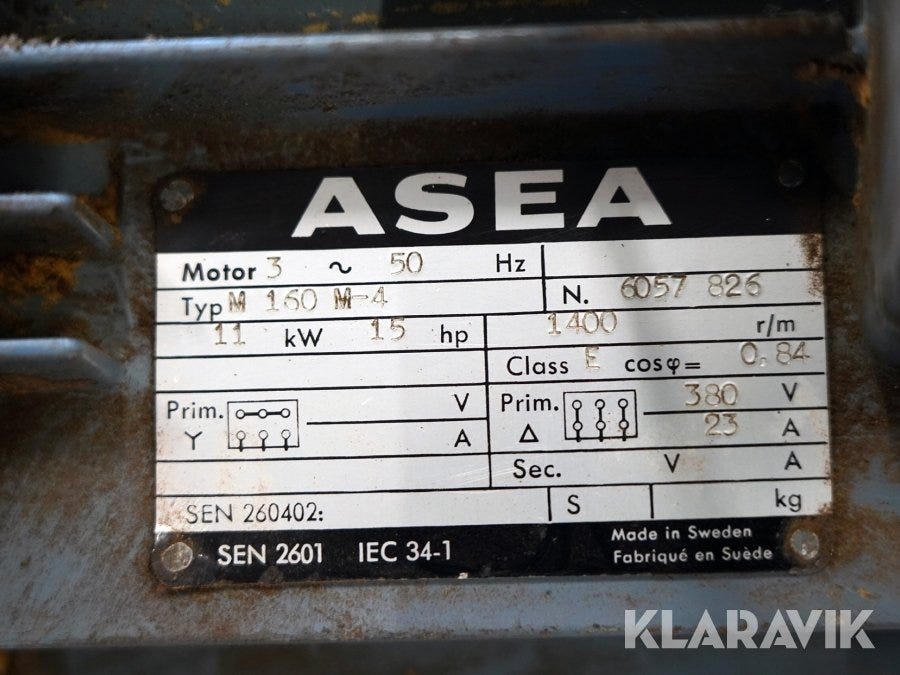 ASEA
Motor 3 ~ 50 Hz
Typ M 160 M-4 N. 6057 826
11 kW 15 hp 1400 r/m
Class E cosφ= 0,84
Prim. Y V A
Prim. Δ 380 V 23 A
Sec. V A
SEN 260402: S kg
SEN 2601 IEC 34-1 Made in Sweden
Fabriqué en Suède
KLARAVIK